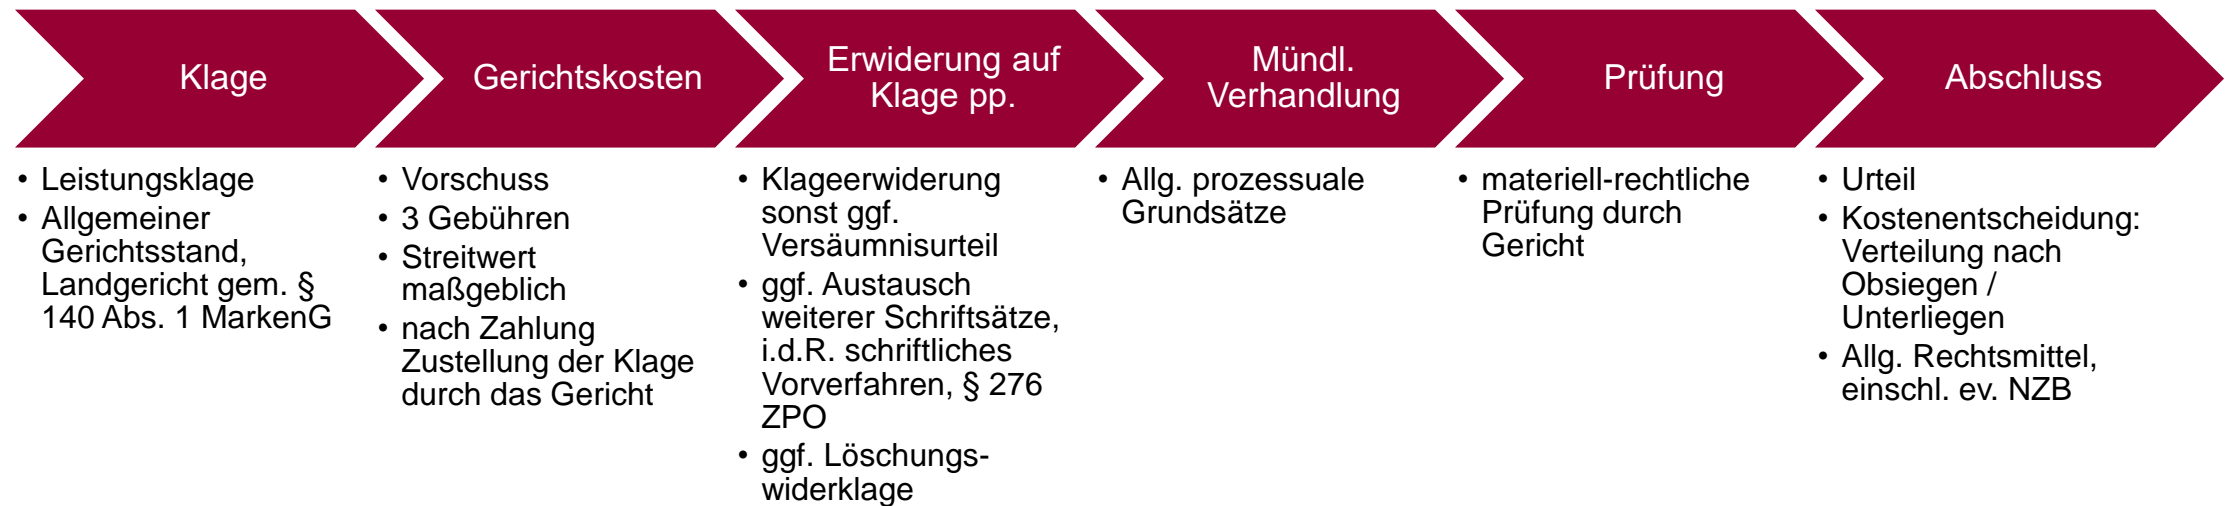 Klage
• Leistungsklage
• Allgemeiner
Gerichtsstand,
Landgericht gem. §
140 Abs. 1 MarkenG
Gerichtskosten
• Vorschuss
• 3 Gebühren
• Streitwert
maßgeblich
• nach Zahlung
Zustellung der Klage
durch das Gericht
Erwiderung auf
Klage pp.
• Klageerwiderung
sonst ggf.
Versäumnisurteil
• ggf. Austausch
weiterer Schriftsätze,
i.d.R. schriftliches
Vorverfahren, § 276
ZPO
• ggf. Löschungs-
widerklage
Mündl.
Verhandlung
• Allg. prozessuale
Grundsätze
Prüfung
• materiell-rechtliche
Prüfung durch
Gericht
Abschluss
• Urteil
• Kostenentscheidung:
Verteilung nach
Obsiegen /
Unterliegen
• Allg. Rechtsmittel,
einschl. ev. NZB